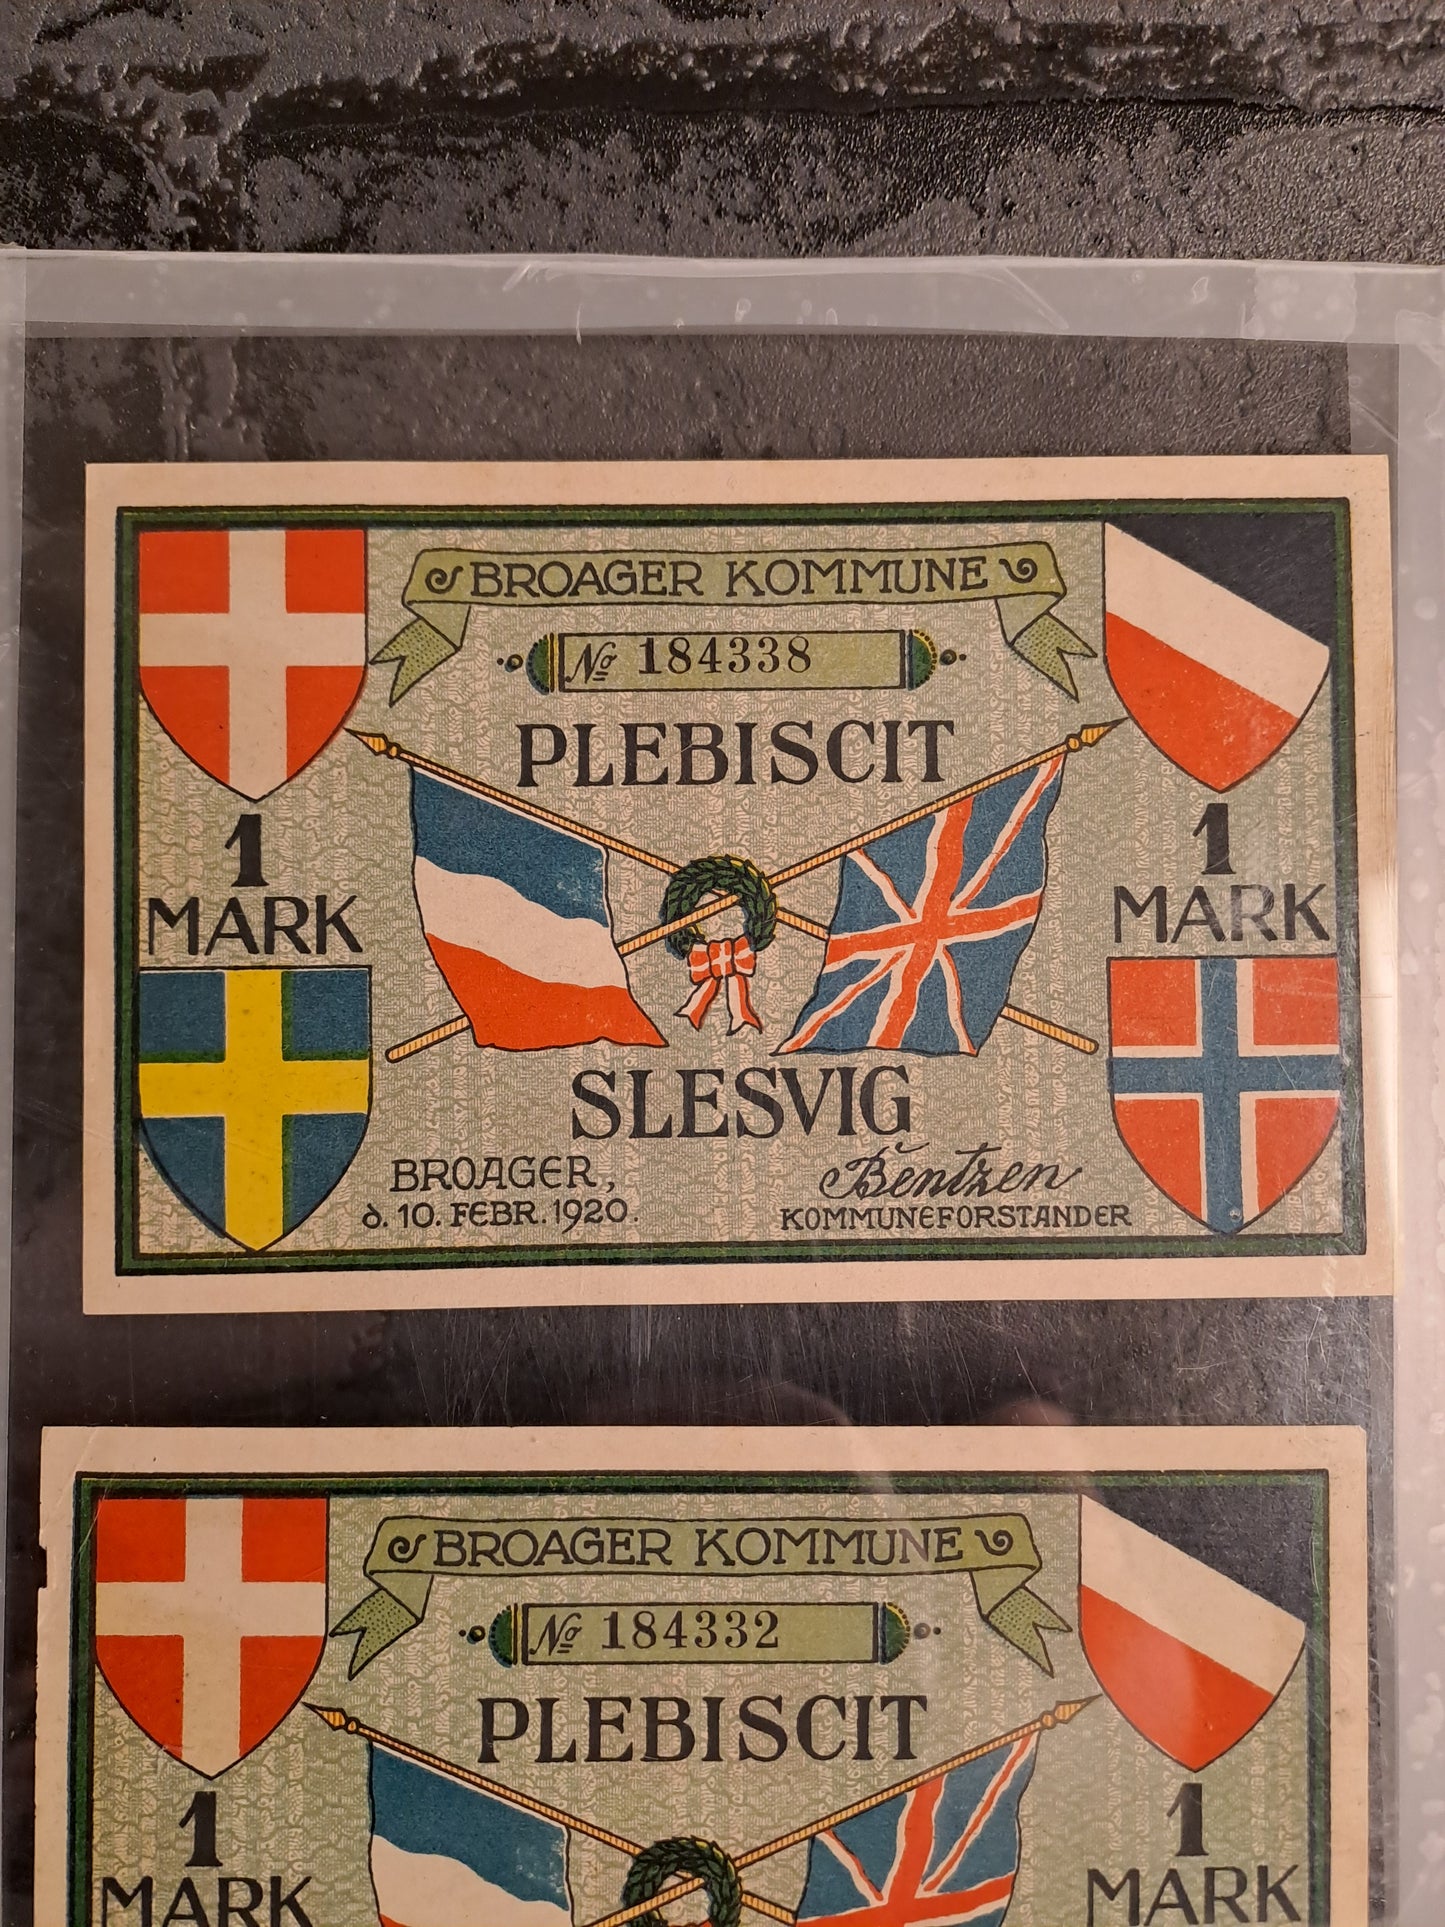 BROAGER KOMMUNE
No 184338
PLEBISCIT
1 1
MARK MARK
SLESVIG
BROAGER, Bentzen
d. 10. FEBR. 1920. KOMMUNEFORSTANDER
BROAGER KOMMUNE
No 184332
PLEBISCIT
1 1
MARK MARK